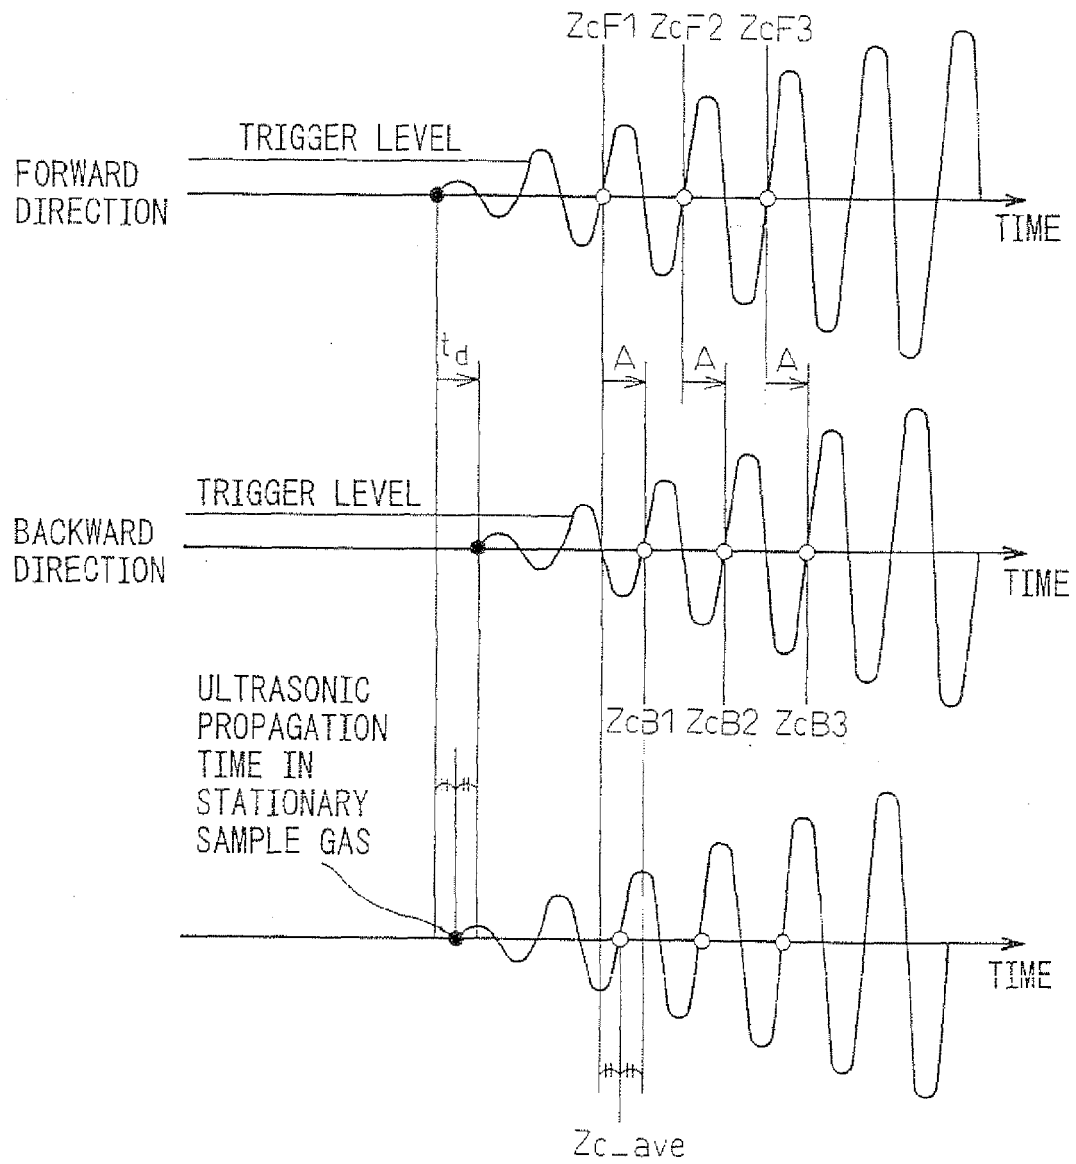 ZcF1 ZcF2 ZcF3
TRIGGER LEVEL
FORWARD
DIRECTION
TIME
td
A
A
A
TRIGGER LEVEL
BACKWARD
DIRECTION
TIME
ULTRASONIC
PROPAGATION
TIME IN
STATIONARY
SAMPLE GAS
ZcB1 ZcB2 ZcB3
TIME
Zc_ave